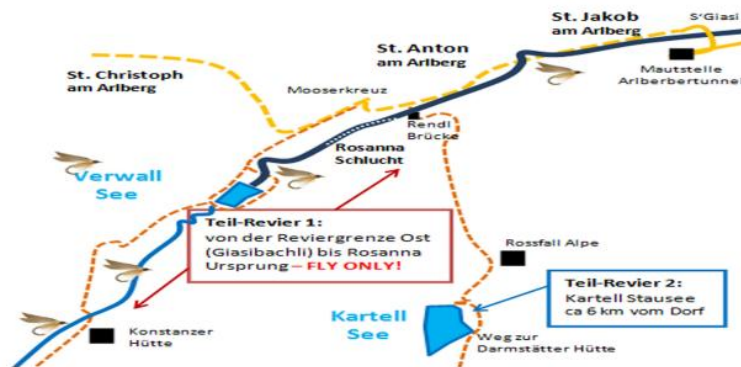 S'Giasi
St. Jakob
am Arlberg
St. Anton
am Arlberg
Mautstelle
Arlberbertunnel
St. Christoph
am Arlberg
Mooserkreuz
Rendl
Brücke
Rosanna
Schlucht
Verwall
See
Teil-Revier 1:
von der Reviergrenze Ost
(Giasibachli) bis Rosanna
Ursprung – FLY ONLY!
Rossfall Alpe
Teil-Revier 2:
Kartell Stausee
ca 6 km vom Dorf
Kartell
See
Konstanzer
Hütte
Weg zur
Darmstätter Hütte